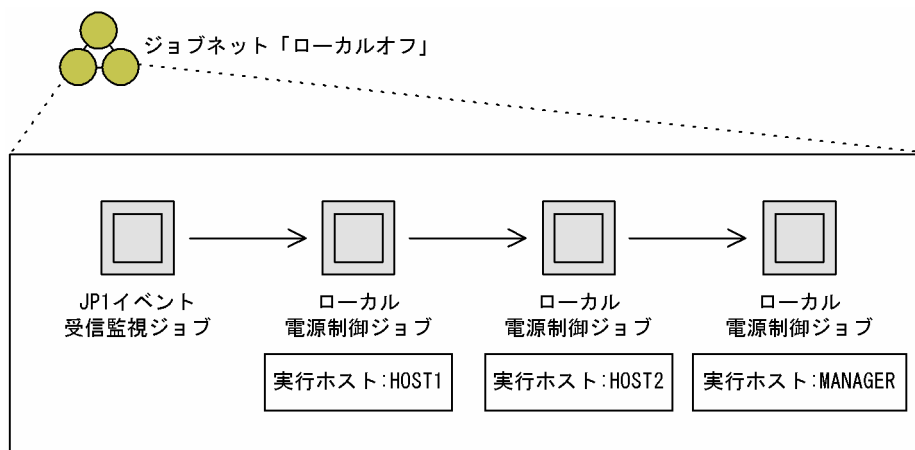 ジョブネット「ローカルオフ」
JP1イベント
受信監視ジョブ
ローカル
電源制御ジョブ
ローカル
電源制御ジョブ
ローカル
電源制御ジョブ
実行ホスト:HOST1
実行ホスト:HOST2
実行ホスト:MANAGER